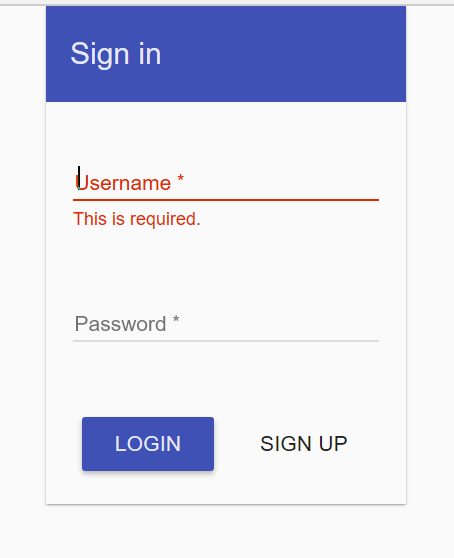 Sign in
Username *
This is required.
Password *
LOGIN SIGN UP